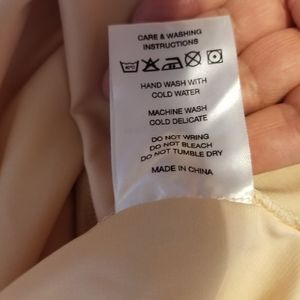 CARE & WASHING
INSTRUCTIONS
HAND WASH WITH
COLD WATER
MACHINE WASH
COLD DELICATE
DO NOT WRING
DO NOT BLEACH
DO NOT TUMBLE DRY
MADE IN CHINA